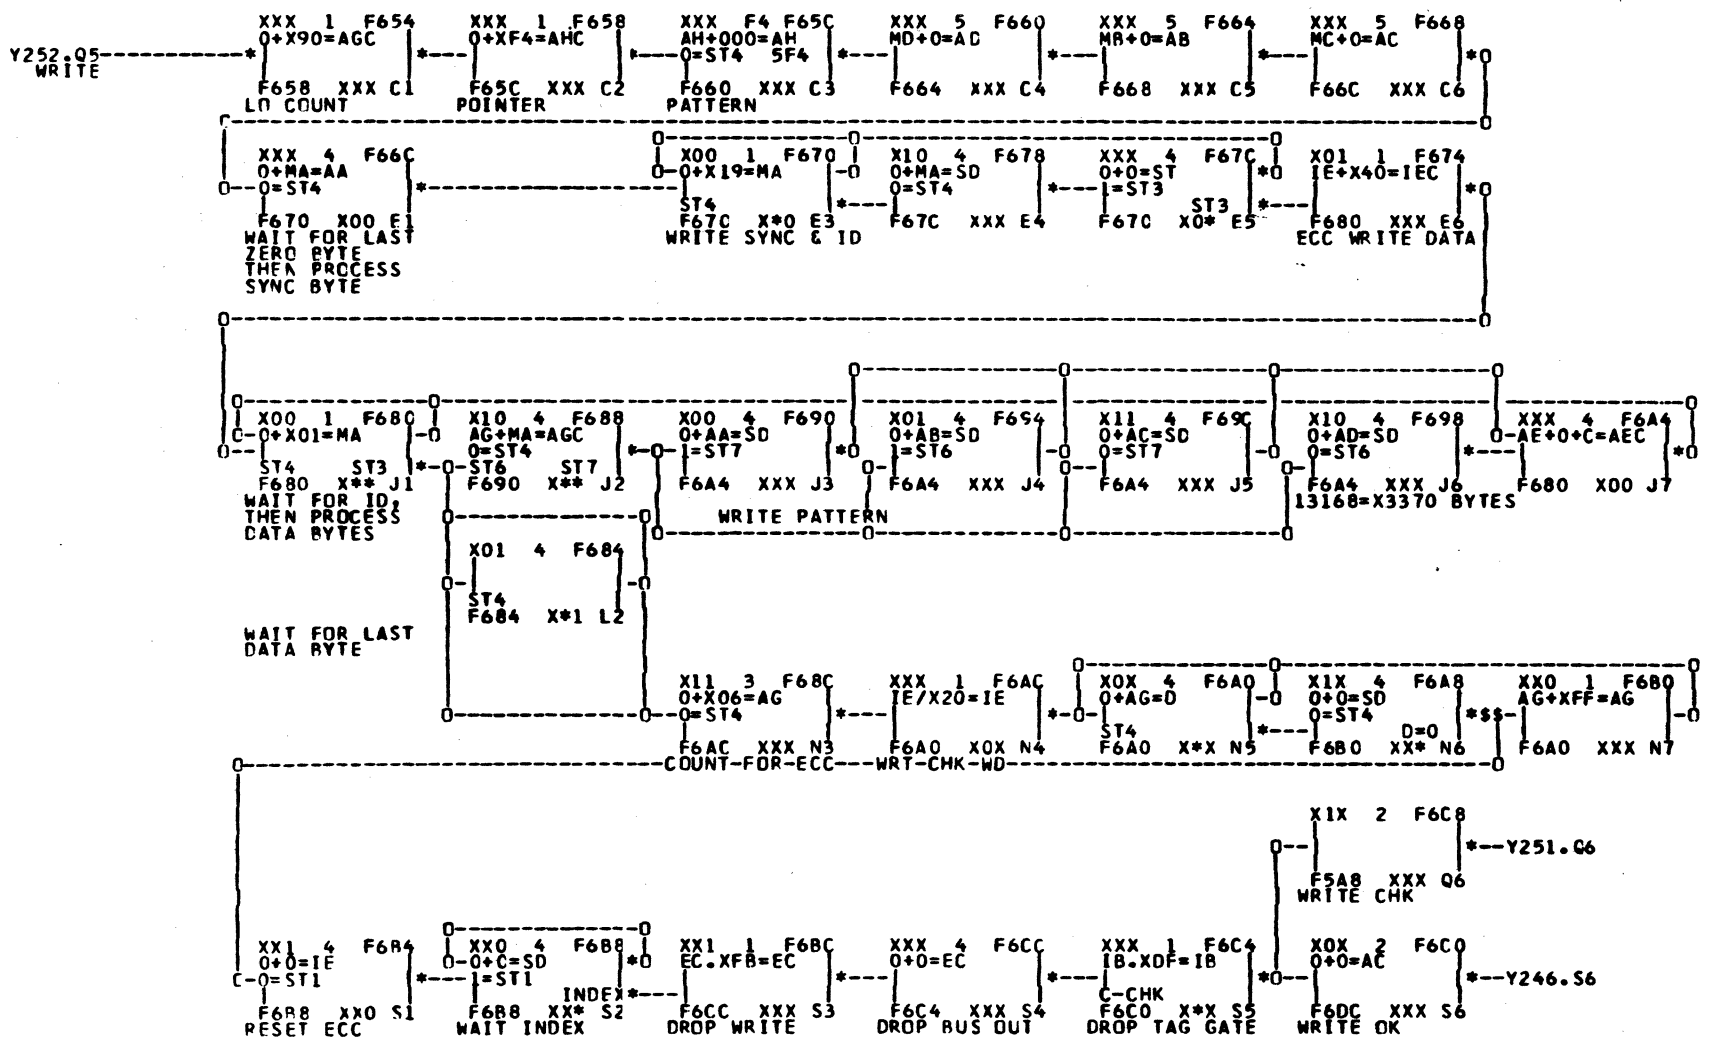 XXX 1 F654 XXX 1 F658 XXX F4 F65C XXX 5 F660 XXX 5 F664 XXX 5 F668
0+X90=AGC 0+XF4=AHC AH+000=AH MD+0=AD MB+0=AB MC+0=AC
Y252.Q5 0=ST4 5F4
WRITE
F658 XXX C1 F65C XXX C2 F660 XXX C3 F664 XXX C4 F668 XXX C5 F66C XXX C6
LO COUNT POINTER PATTERN
XXX 4 F66C X00 1 F670 X10 4 F678 XXX 4 F67C X01 1 F674
0+MA=AA 0+X19=MA 0+MA=SD 0+0=ST IE+X40=IEC
0=ST4 0=ST4 1=ST3
ST4 ST3
F670 X00 E1 F67C X*0 E3 F67C XXX E4 F670 X0* E5 F680 XXX E6
WAIT FOR LAST WRITE SYNC & ID ECC WRITE DATA
ZERO BYTE
THEN PROCESS
SYNC BYTE
X00 1 F680 X10 4 F688 X00 4 F690 X01 4 F694 X11 4 F69C X10 4 F698 XXX 4 F6A4
0+X01=MA AG+MA=AGC 0+AA=SD 0+AB=SD 0+AC=SD 0+AD=SD AE+0+C=AEC
0=ST4 1=ST7 1=ST6 0=ST7 0=ST6
ST4 ST3 ST6 ST7
F680 X** J1 F690 X** J2 F6A4 XXX J3 F6A4 XXX J4 F6A4 XXX J5 F6A4 XXX J6 F680 X00 J7
WAIT FOR ID, 13168=X3370 BYTES
THEN PROCESS WRITE PATTERN
DATA BYTES
X01 4 F684
ST4
F684 X*1 L2
WAIT FOR LAST
DATA BYTE
X11 3 F68C XXX 1 F6AC X0X 4 F6A0 X1X 4 F6A8 XX0 1 F6B0
0+X06=AG IE/X20=IE 0+AG=D 0+0=SD AG+XFF=AG
0=ST4 0=ST4 *$$
ST4 D=0
F6AC XXX N3 F6A0 X0X N4 F6A0 X*X N5 F6B0 XX* N6 F6A0 XXX N7
COUNT-FOR-ECC---WRT-CHK-WD
X1X 2 F6C8
Y251.Q6
F5A8 XXX Q6
WRITE CHK
XX1 4 F6B4 XX0 4 F6B8 XX1 1 F6BC XXX 4 F6CC XXX 1 F6C4 X0X 2 F6C0
0+0=IE 0+C=SD EC.XFB=EC 0+0=EC IB.XDF=IB 0+0=AC
0=ST1 1=ST1 Y246.S6
INDEX C-CHK
F6B8 XX0 S1 F6B8 XX* S2 F6CC XXX S3 F6C4 XXX S4 F6C0 X*X S5 F6DC XXX S6
RESET ECC WAIT INDEX DROP WRITE DROP BUS OUT DROP TAG GATE WRITE OK